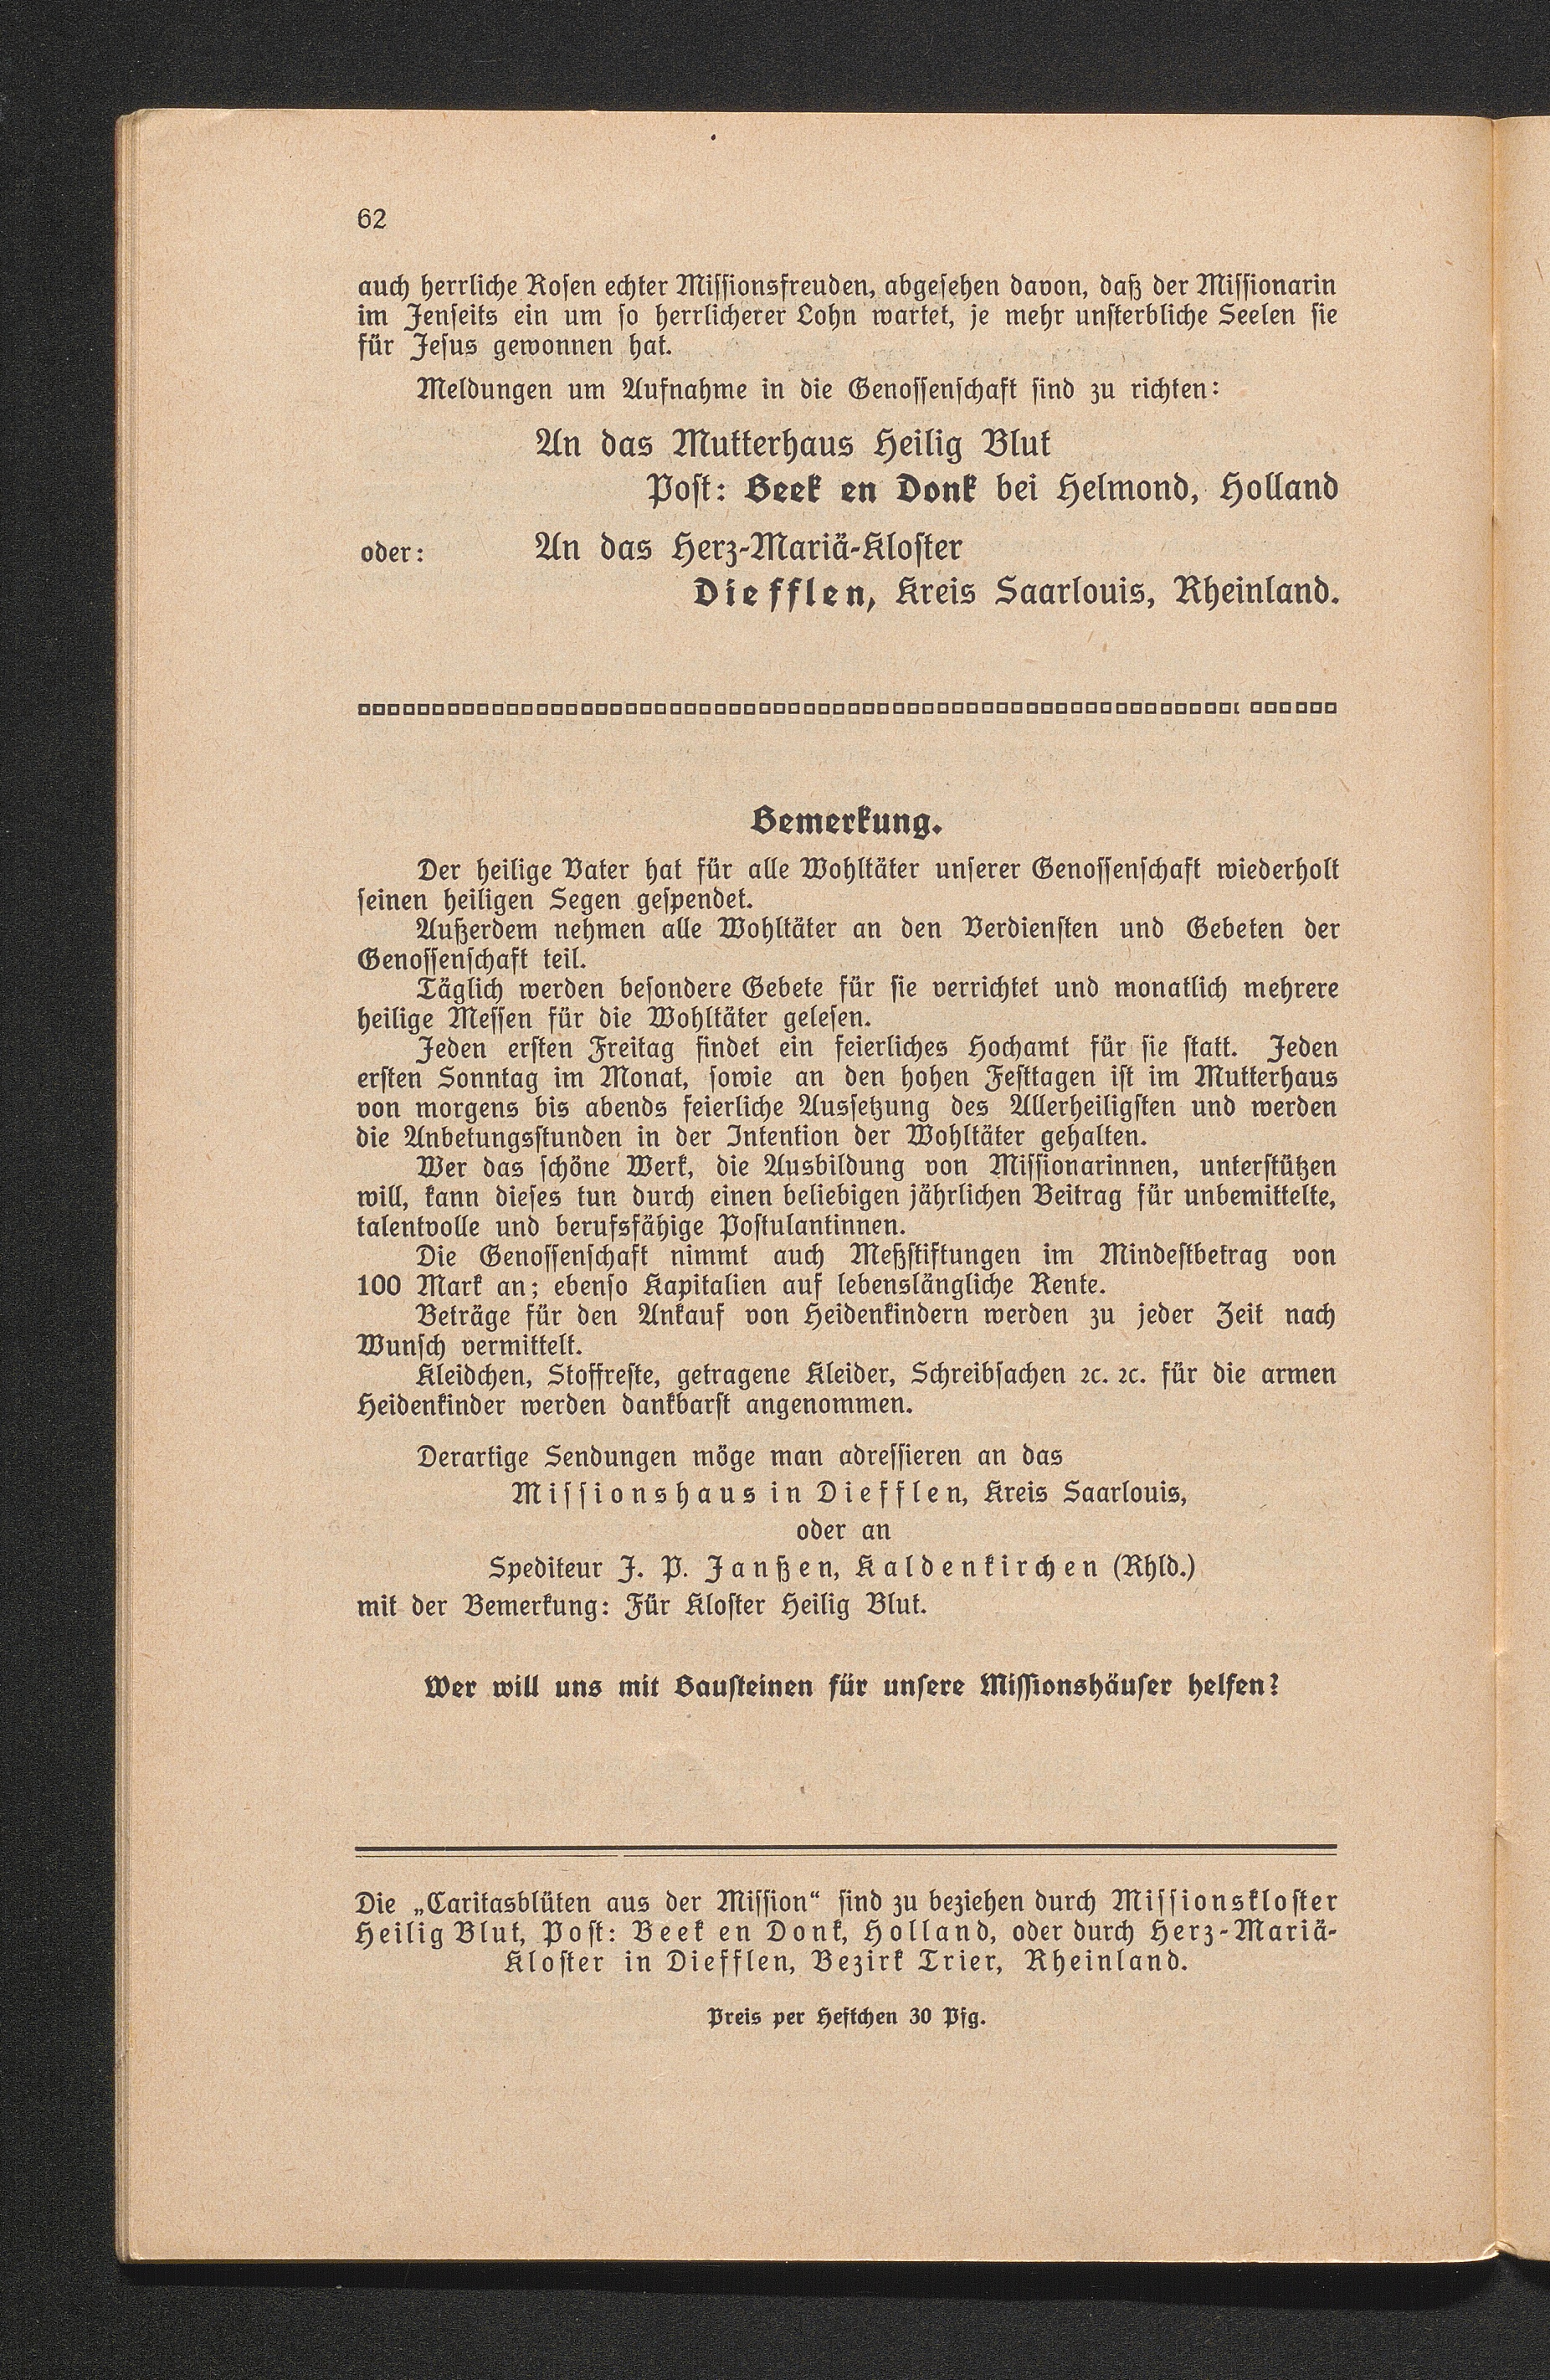 62
auch herrliche Rosen echter Missionsfreuden, abgesehen davon, daß der Missionarin
im Jenseits ein um so herrlicherer Lohn wartet, je mehr unsterbliche Seelen sie
für Jesus gewonnen hat.
Meldungen um Aufnahme in die Genossenschaft sind zu richten:
An das Mutterhaus Heilig Blut
Post: Beek en Donk bei Helmond, Holland
oder: An das Herz-Mariä-Kloster
Diefflen, Kreis Saarlouis, Rheinland.
Bemerkung.
Der heilige Vater hat für alle Wohltäter unserer Genossenschaft wiederholt
seinen heiligen Segen gespendet.
Außerdem nehmen alle Wohltäter an den Verdiensten und Gebeten der
Genossenschaft teil.
Täglich werden besondere Gebete für sie verrichtet und monatlich mehrere
heilige Messen für die Wohltäter gelesen.
Jeden ersten Freitag findet ein feierliches Hochamt für sie statt. Jeden
ersten Sonntag im Monat, sowie an den hohen Festtagen ist im Mutterhaus
von morgens bis abends feierliche Aussetzung des Allerheiligsten und werden
die Anbetungsstunden in der Intention der Wohltäter gehalten.
Wer das schöne Werk, die Ausbildung von Missionarinnen, unterstützen
will, kann dieses tun durch einen beliebigen jährlichen Beitrag für unbemittelte,
talentvolle und berufsfähige Postulantinnen.
Die Genossenschaft nimmt auch Meßstiftungen im Mindestbetrag von
100 Mark an; ebenso Kapitalien auf lebenslängliche Rente.
Beträge für den Ankauf von Heidenkindern werden zu jeder Zeit nach
Wunsch vermittelt.
Kleidchen, Stoffreste, getragene Kleider, Schreibsachen ꝛc. ꝛc. für die armen
Heidenkinder werden dankbarst angenommen.
Derartige Sendungen möge man adressieren an das
Missionshaus in Diefflen, Kreis Saarlouis,
oder an
Spediteur J. P. Janßen, Kaldenkirchen (Rhld.)
mit der Bemerkung: Für Kloster Heilig Blut.
Wer will uns mit Bausteinen für unsere Missionshäuser helfen?
Die „Caritasblüten aus der Mission“ sind zu beziehen durch Missionskloster
Heilig Blut, Post: Beek en Donk, Holland, oder durch Herz-Mariä-
Kloster in Diefflen, Bezirk Trier, Rheinland.
Preis per Heftchen 30 Pfg.